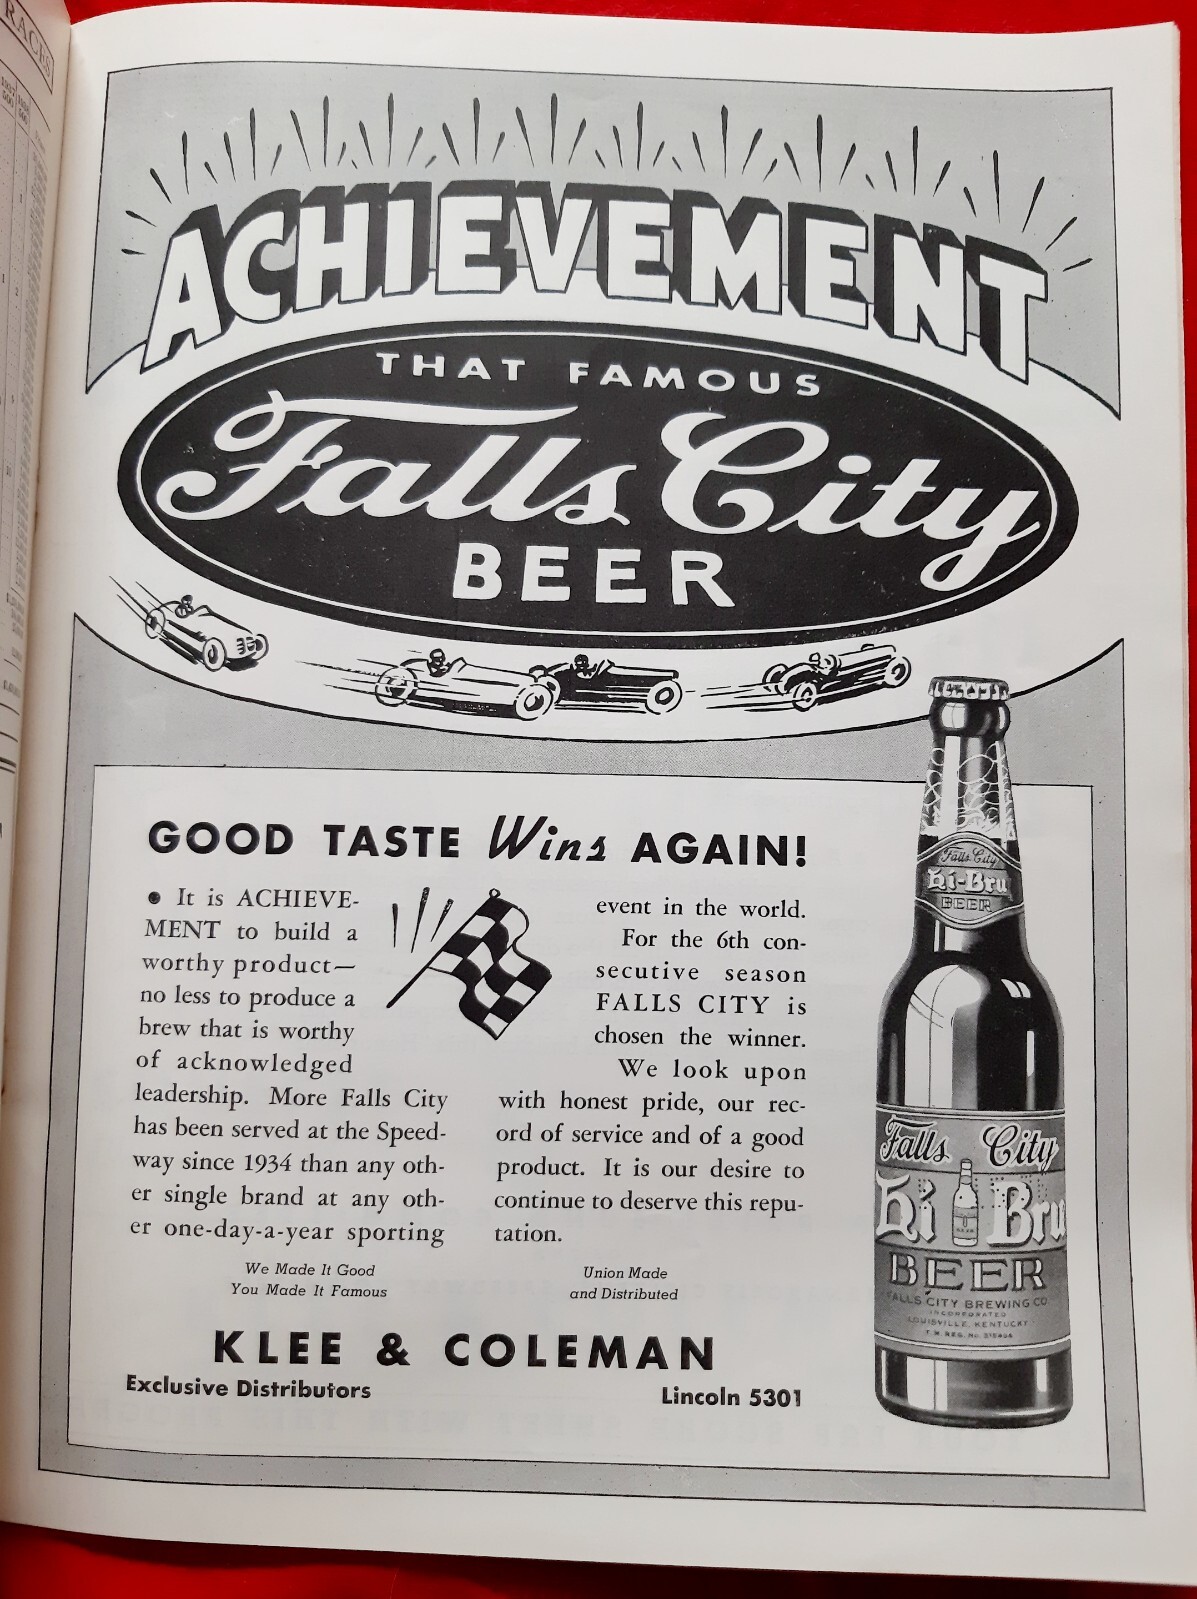 RACES
ACHIEVEMENT
THAT FAMOUS
Falls City
BEER
GOOD TASTE Wins AGAIN!
• It is ACHIEVE-
MENT to build a
worthy product—
no less to produce a
brew that is worthy
of acknowledged
leadership. More Falls City
has been served at the Speed-
way since 1934 than any oth-
er single brand at any oth-
er one-day-a-year sporting
event in the world.
For the 6th con-
secutive season
FALLS CITY is
chosen the winner.
We look upon
with honest pride, our rec-
ord of service and of a good
product. It is our desire to
continue to deserve this repu-
tation.
We Made It Good
You Made It Famous
Union Made
and Distributed
KLEE & COLEMAN
Exclusive Distributors
Lincoln 5301
Falls City
Hi-Bru
BEER
Falls City
Hi Bru
BEER
FALLS CITY BREWING CO.
INCORPORATED
LOUISVILLE, KENTUCKY